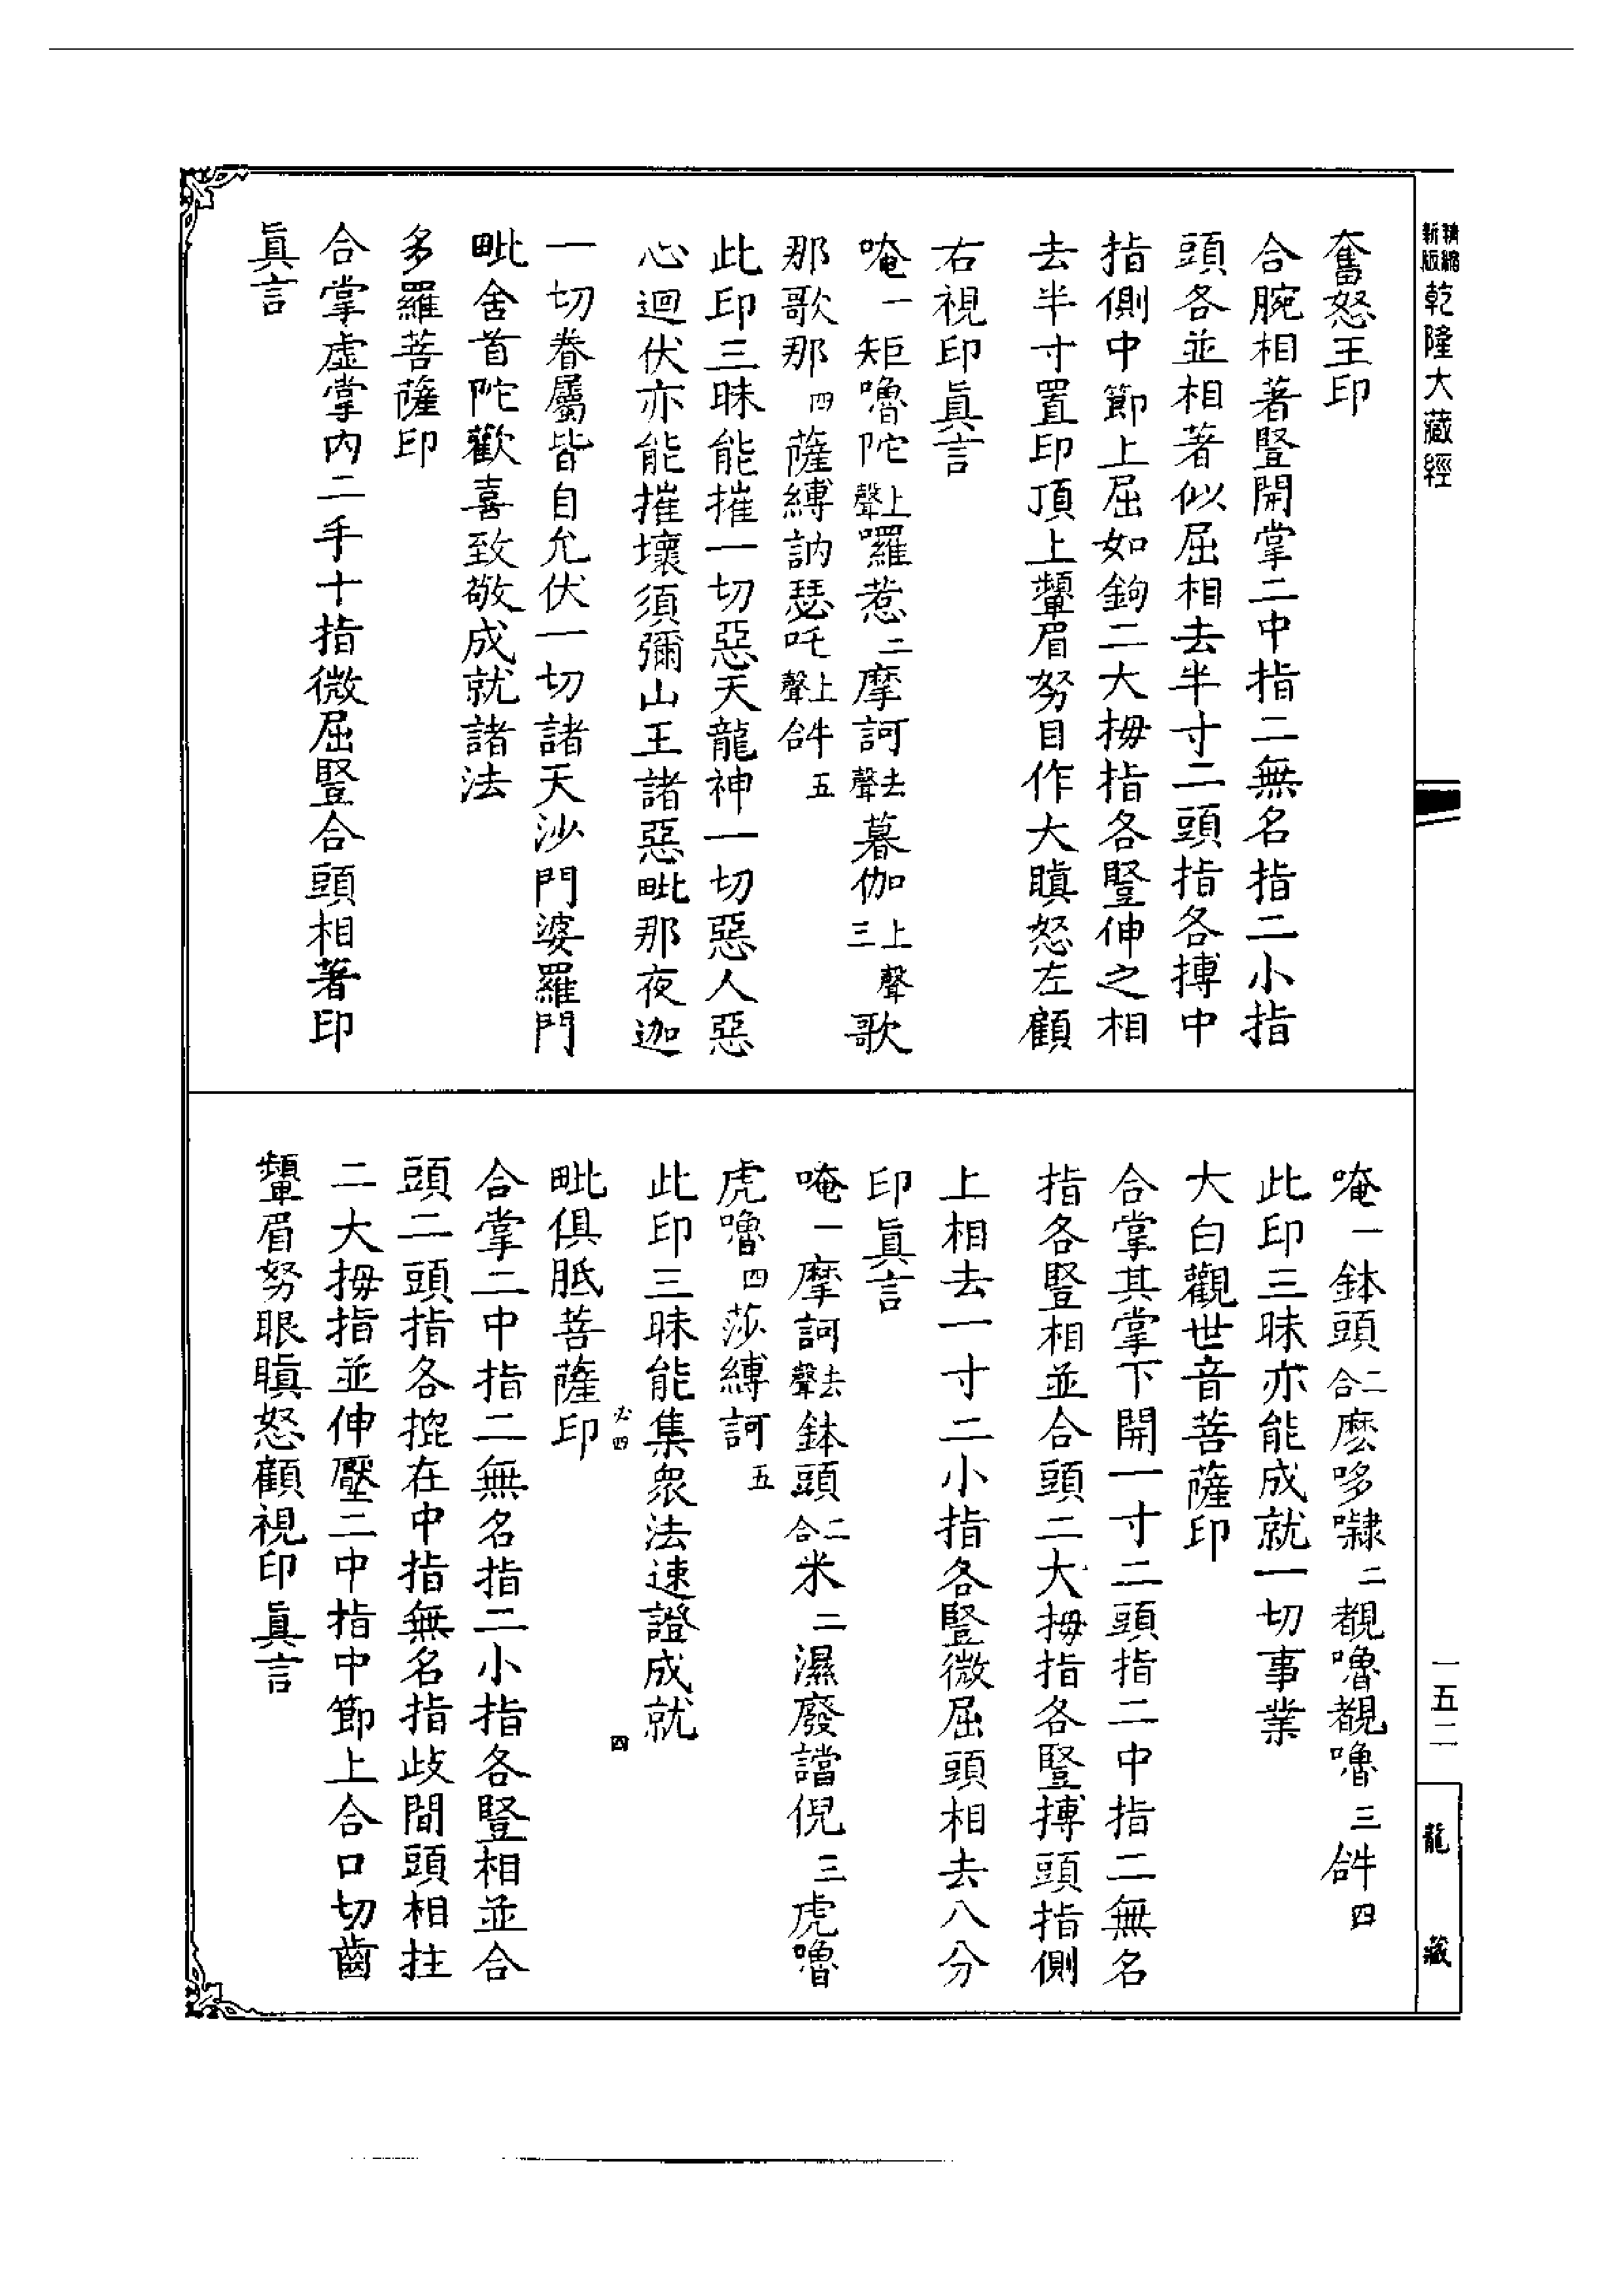 新版精縮乾隆大藏經
奮怒王印
合腕相著豎開掌二中指二無名指二小指
頭各並相著似屈相去半寸二頭指各摶中
指側中節上屈如鉤二大拇指各豎伸之相
去半寸置印頂上顰眉努目作大瞋怒左顧
右視印眞言
唵一矩嚕陀上聲囉惹二摩訶去聲暮伽上聲三歌
那歌那四薩縛訥瑟吒上聲𤙖五
此印三昧能摧一切惡天龍神一切惡人惡
心迴伏亦能摧壞須彌山王諸惡毗那夜迦
一切眷屬皆自允伏一切諸天沙門婆羅門
毗舍首陀歡喜致敬成就諸法
多羅菩薩印
合掌虛掌內二手十指微屈豎合頭相著印
眞言
唵一鉢頭二合麽哆㘑二覩嚕覩嚕三𤙖四
此印三昧亦能成就一切事業
大白觀世音菩薩印
合掌其掌下開一寸二頭指二中指二無名
指各豎相並合頭二大拇指各豎摶頭指側
上相去一寸二小指各豎微屈頭相去八分
印眞言
唵一摩訶去聲鉢頭二合米二濕廢讜倪三虎嚕
虎嚕四莎縛訶五
此印三昧能集衆法速證成就
四
毗俱胝菩薩印
合掌二中指二無名指二小指各豎相並合
頭二頭指各捉在中指無名指歧間頭相拄
二大拇指並伸壓二中指中節上合口切齒
顰眉努眼瞋怒顧視印眞言
一五二
龍藏